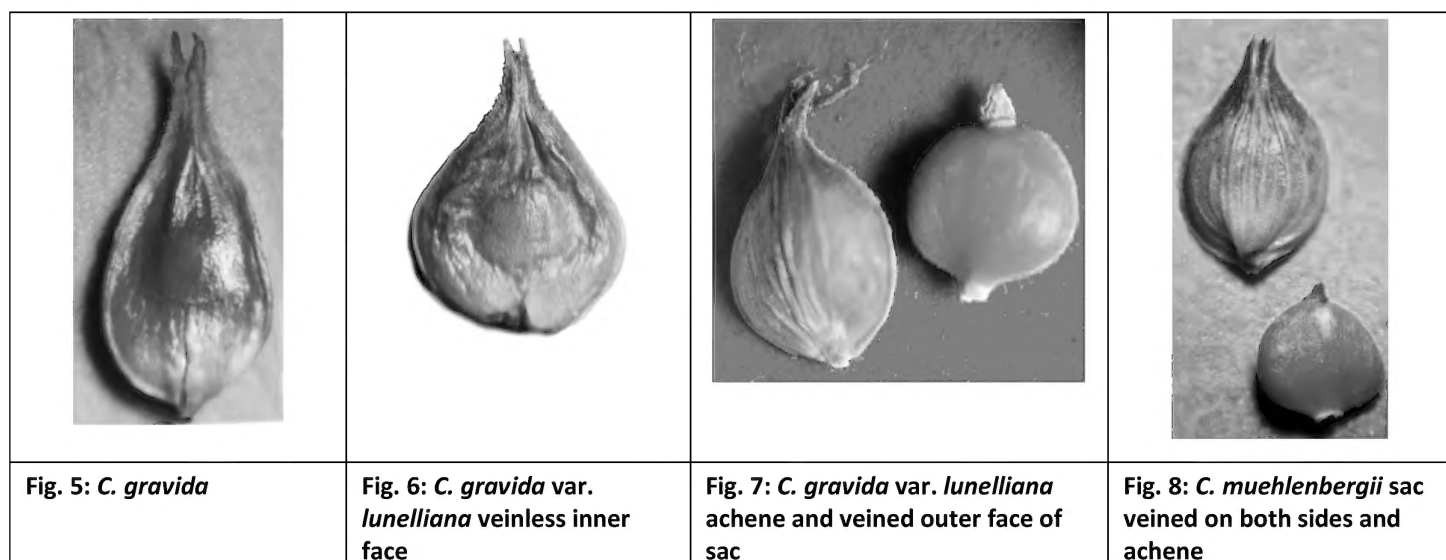 Fig. 5: C. gravida
Fig. 6: C. gravida var.
lunelliana veinless inner
face
Fig. 7: C. gravida var. lunelliana
achene and veined outer face of
sac
Fig. 8: C. muehlenbergii sac
veined on both sides and
achene